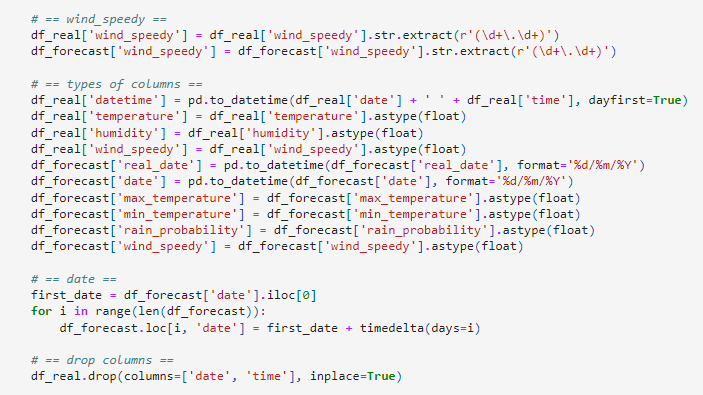 # == wind_speedy ==
df_real['wind_speedy'] = df_real['wind_speedy'].str.extract(r'(\d+\.\d+)')
df_forecast['wind_speedy'] = df_forecast['wind_speedy'].str.extract(r'(\d+\.\d+)')

# == types of columns ==
df_real['datetime'] = pd.to_datetime(df_real['date'] + ' ' + df_real['time'], dayfirst=True)
df_real['temperature'] = df_real['temperature'].astype(float)
df_real['humidity'] = df_real['humidity'].astype(float)
df_real['wind_speedy'] = df_real['wind_speedy'].astype(float)
df_forecast['real_date'] = pd.to_datetime(df_forecast['real_date'], format='%d/%m/%Y')
df_forecast['date'] = pd.to_datetime(df_forecast['date'], format='%d/%m/%Y')
df_forecast['max_temperature'] = df_forecast['max_temperature'].astype(float)
df_forecast['min_temperature'] = df_forecast['min_temperature'].astype(float)
df_forecast['rain_probability'] = df_forecast['rain_probability'].astype(float)
df_forecast['wind_speedy'] = df_forecast['wind_speedy'].astype(float)

# == date ==
first_date = df_forecast['date'].iloc[0]
for i in range(len(df_forecast)):
    df_forecast.loc[i, 'date'] = first_date + timedelta(days=i)

# == drop columns ==
df_real.drop(columns=['date', 'time'], inplace=True)